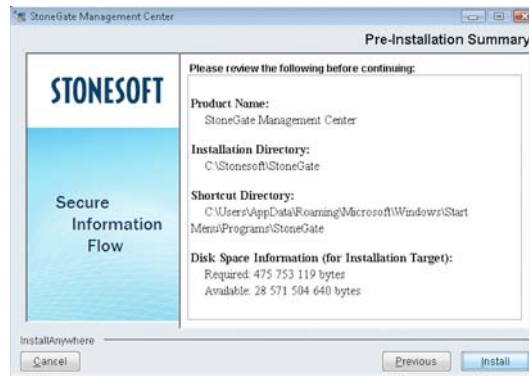 StoneGate Management Center
Pre-Installation Summary
STONESOFT
Secure
Information
Flow
Please review the following before continuing:
Product Name:
StoneGate Management Center
Installation Directory:
C:\Stonesoft\StoneGate
Shortcut Directory:
C:\Users\AppData\Roaming\Microsoft\Windows\Start
Menu\Programs\StoneGate
Disk Space Information (for Installation Target):
Required: 475 753 119 bytes
Available: 28 571 504 640 bytes
InstallAnywhere
Cancel
Previous
Install